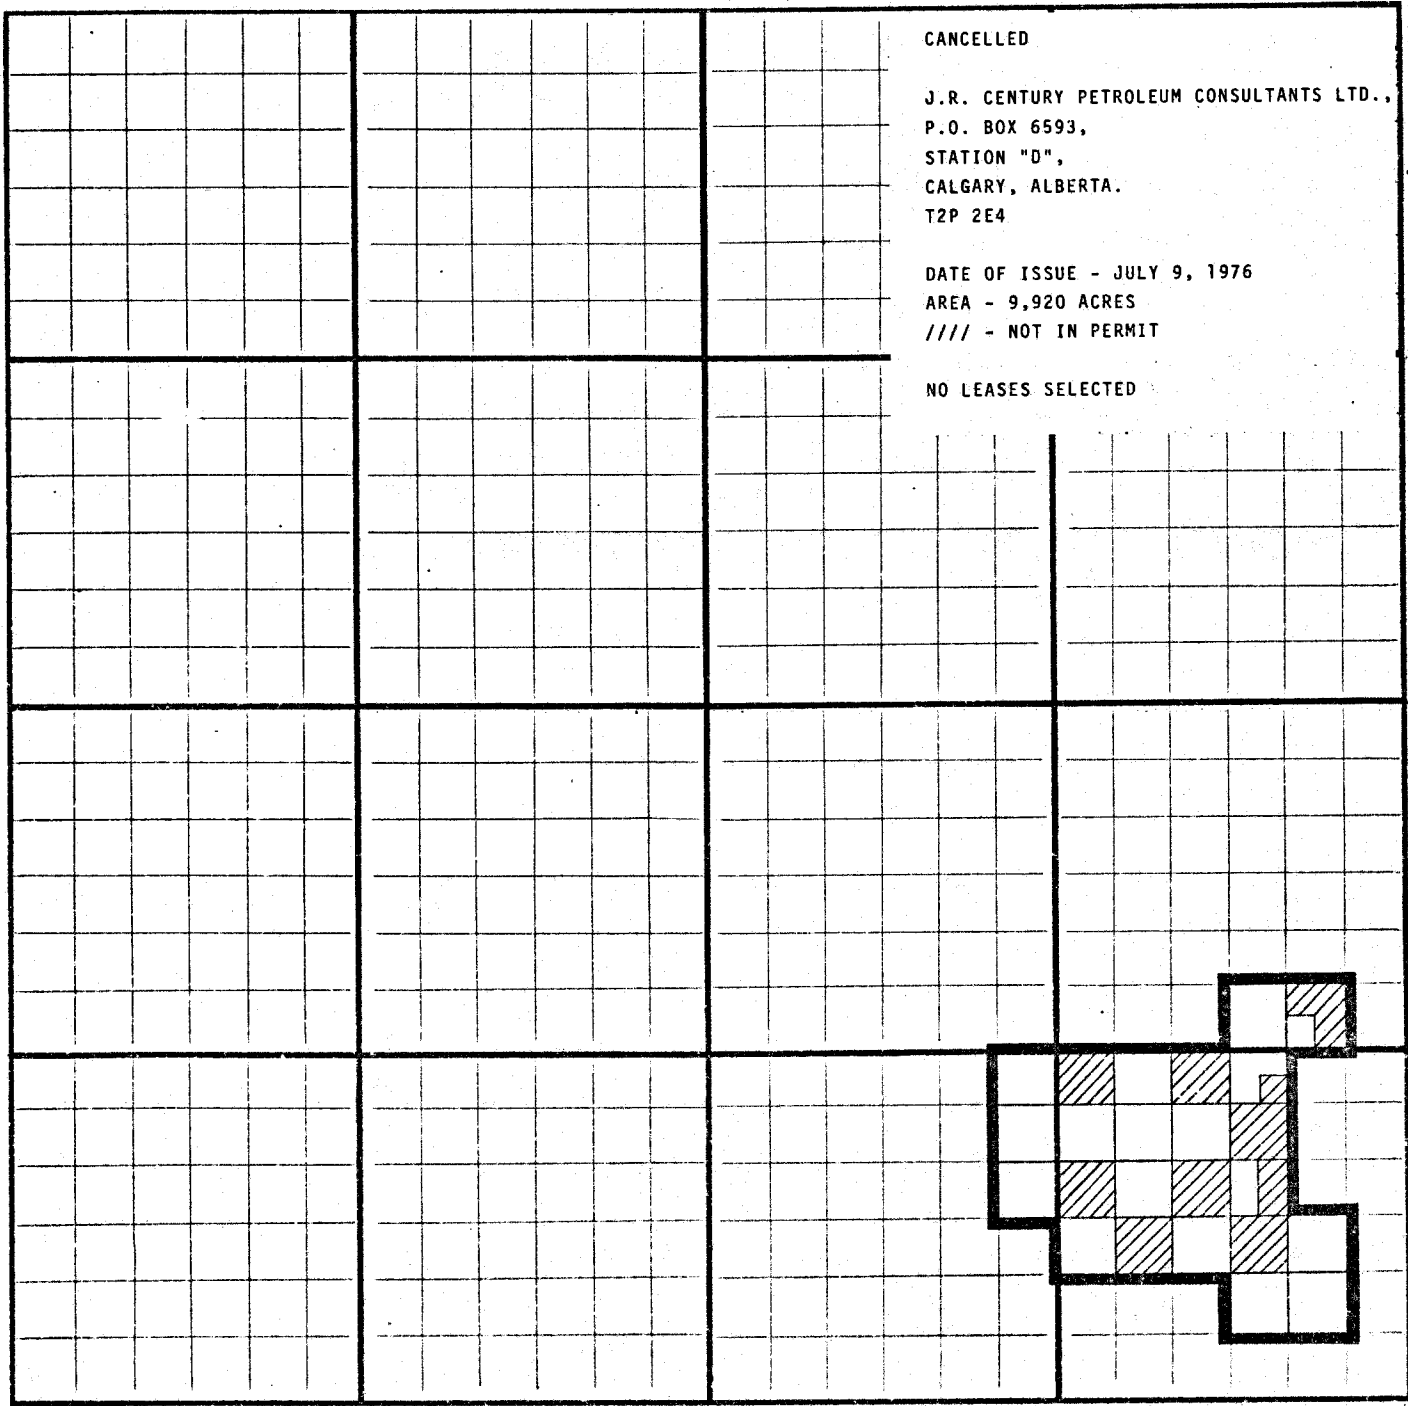 CANCELLED
J.R. CENTURY PETROLEUM CONSULTANTS LTD.,
P.O. BOX 6593,
STATION "D",
CALGARY, ALBERTA.
T2P 2E4
DATE OF ISSUE - JULY 9, 1976
AREA - 9,920 ACRES
//// - NOT IN PERMIT
NO LEASES SELECTED